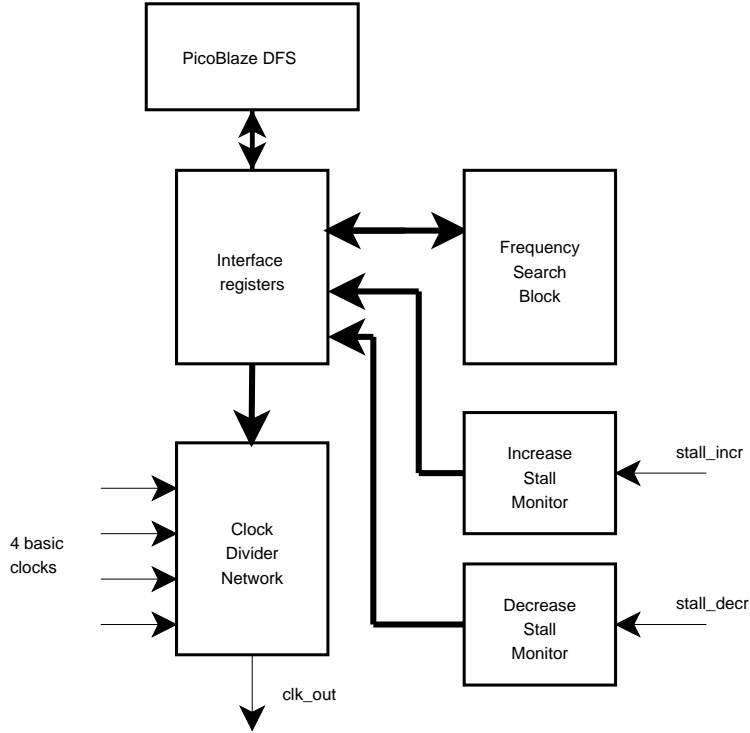 PicoBlaze DFS
Interface
registers
Frequency
Search
Block
Increase
Stall
Monitor
stall_incr
4 basic
clocks
Clock
Divider
Network
Decrease
Stall
Monitor
stall_decr
clk_out